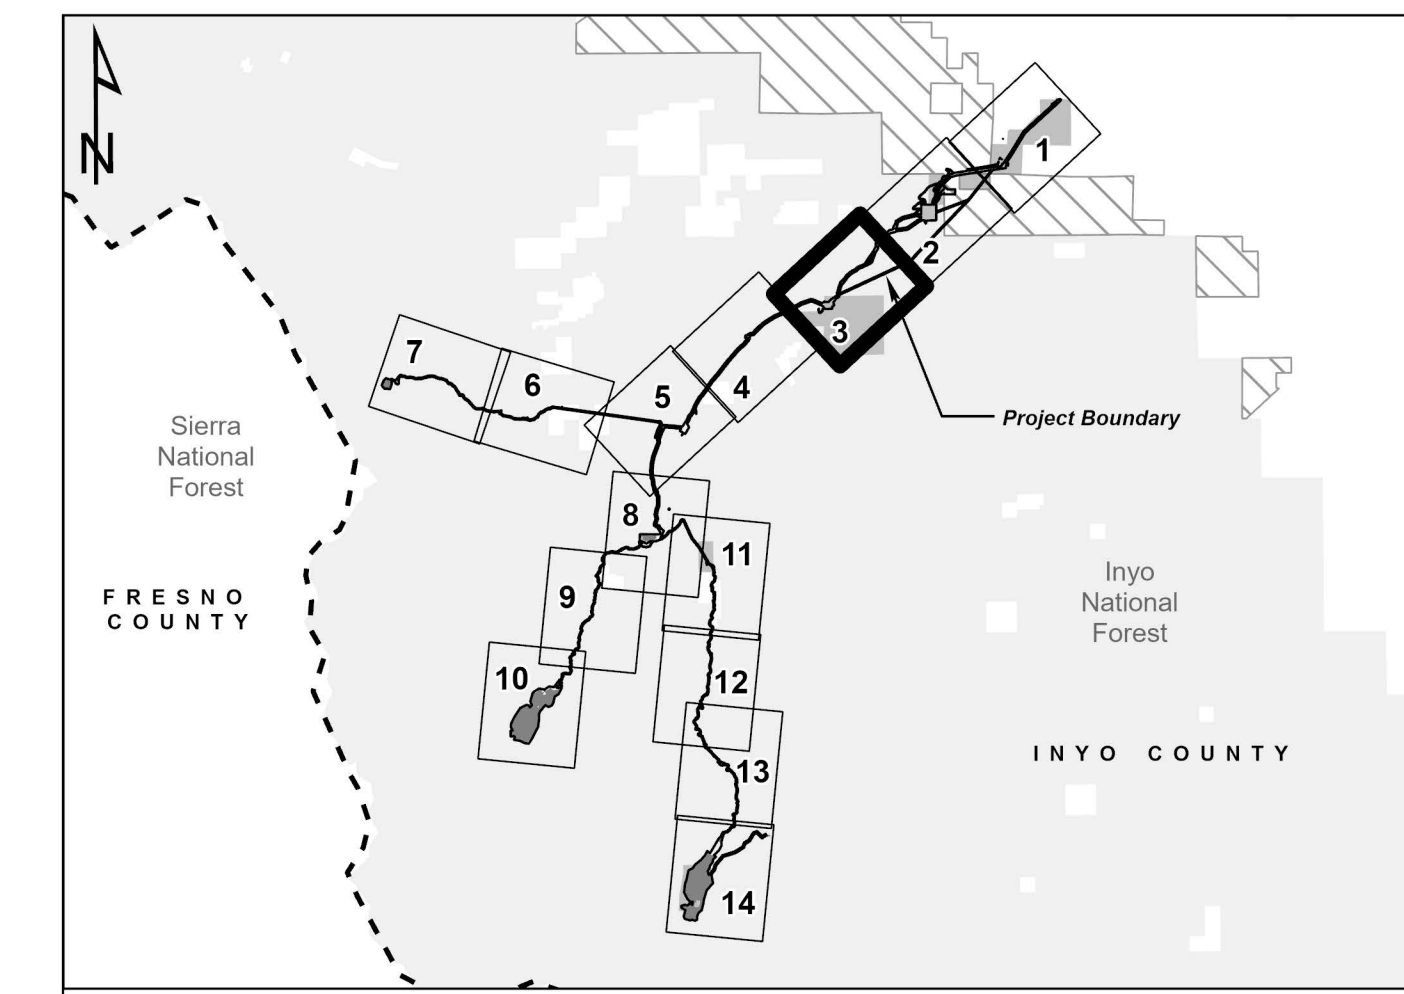 N
1
2
3
7
6
5
4
Project Boundary
Sierra
National
Forest
8
11
Inyo
National
Forest
FRESNO
COUNTY
9
10
12
INYO COUNTY
13
14